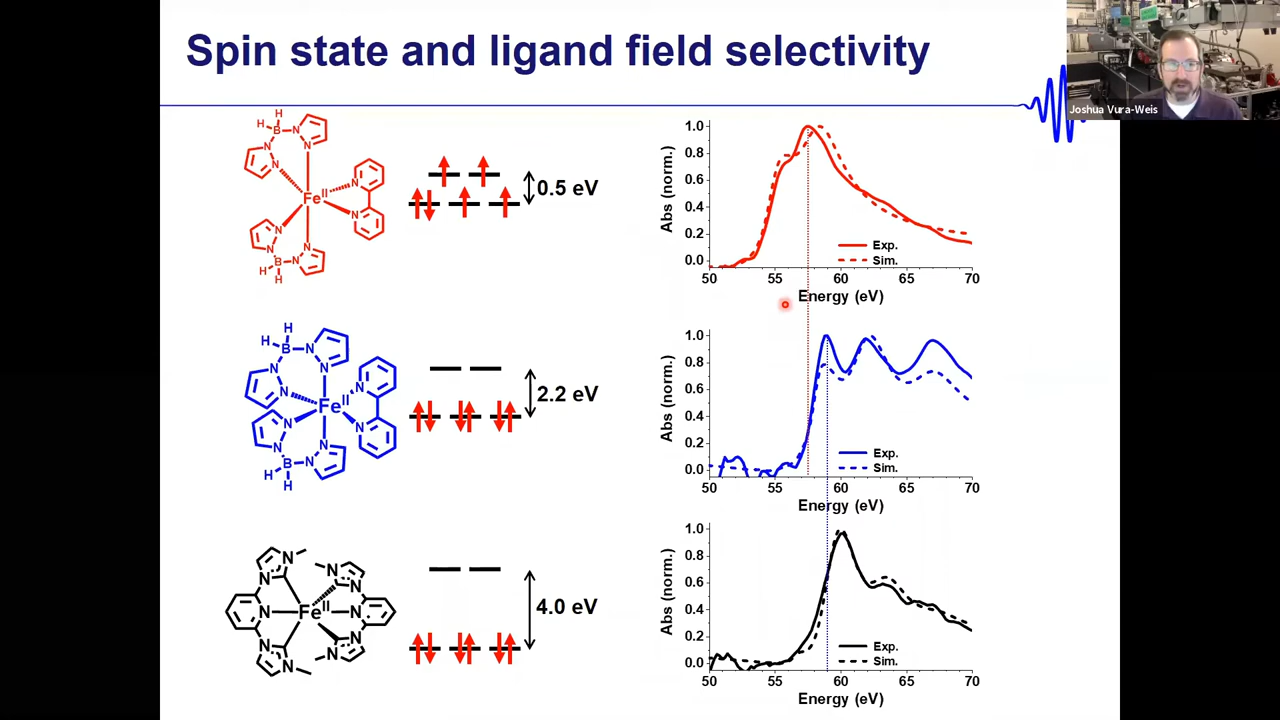 Spin state and ligand field selectivity
Joshua Vura-Weis
H
H
B
N
N
N
N
Fe II
N
N
N
N
B
H
H
0.5 eV
Abs (norm.)
1.0
0.8
0.6
0.4
0.2
0.0
Exp.
Sim.
50 55 60 65 70
Energy (eV)
H
H
B
N
N
N
N
Fe II
N
N
N
N
B
N
N
H
H
2.2 eV
Abs (norm.)
1.0
0.8
0.6
0.4
0.2
0.0
Exp.
Sim.
50 55 60 65 70
Energy (eV)
N
N
N
N
N
Fe II
N
N
N
N
N
4.0 eV
Abs (norm.)
1.0
0.8
0.6
0.4
0.2
0.0
Exp.
Sim.
50 55 60 65 70
Energy (eV)